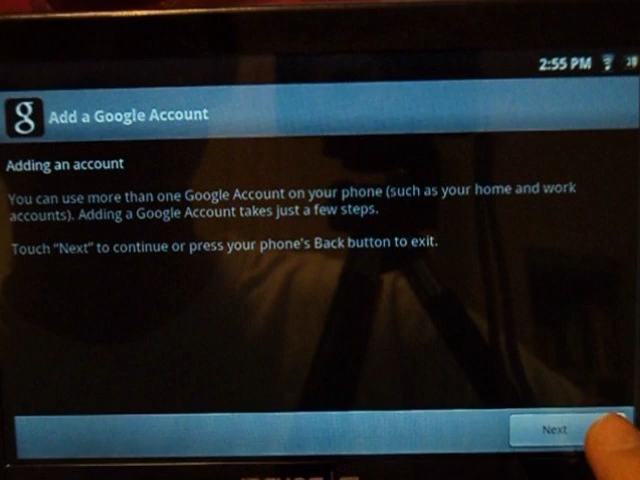 2:55 PM
g Add a Google Account
Adding an account
You can use more than one Google Account on your phone (such as your home and work
accounts). Adding a Google Account takes just a few steps.
Touch "Next" to continue or press your phone's Back button to exit.
Next